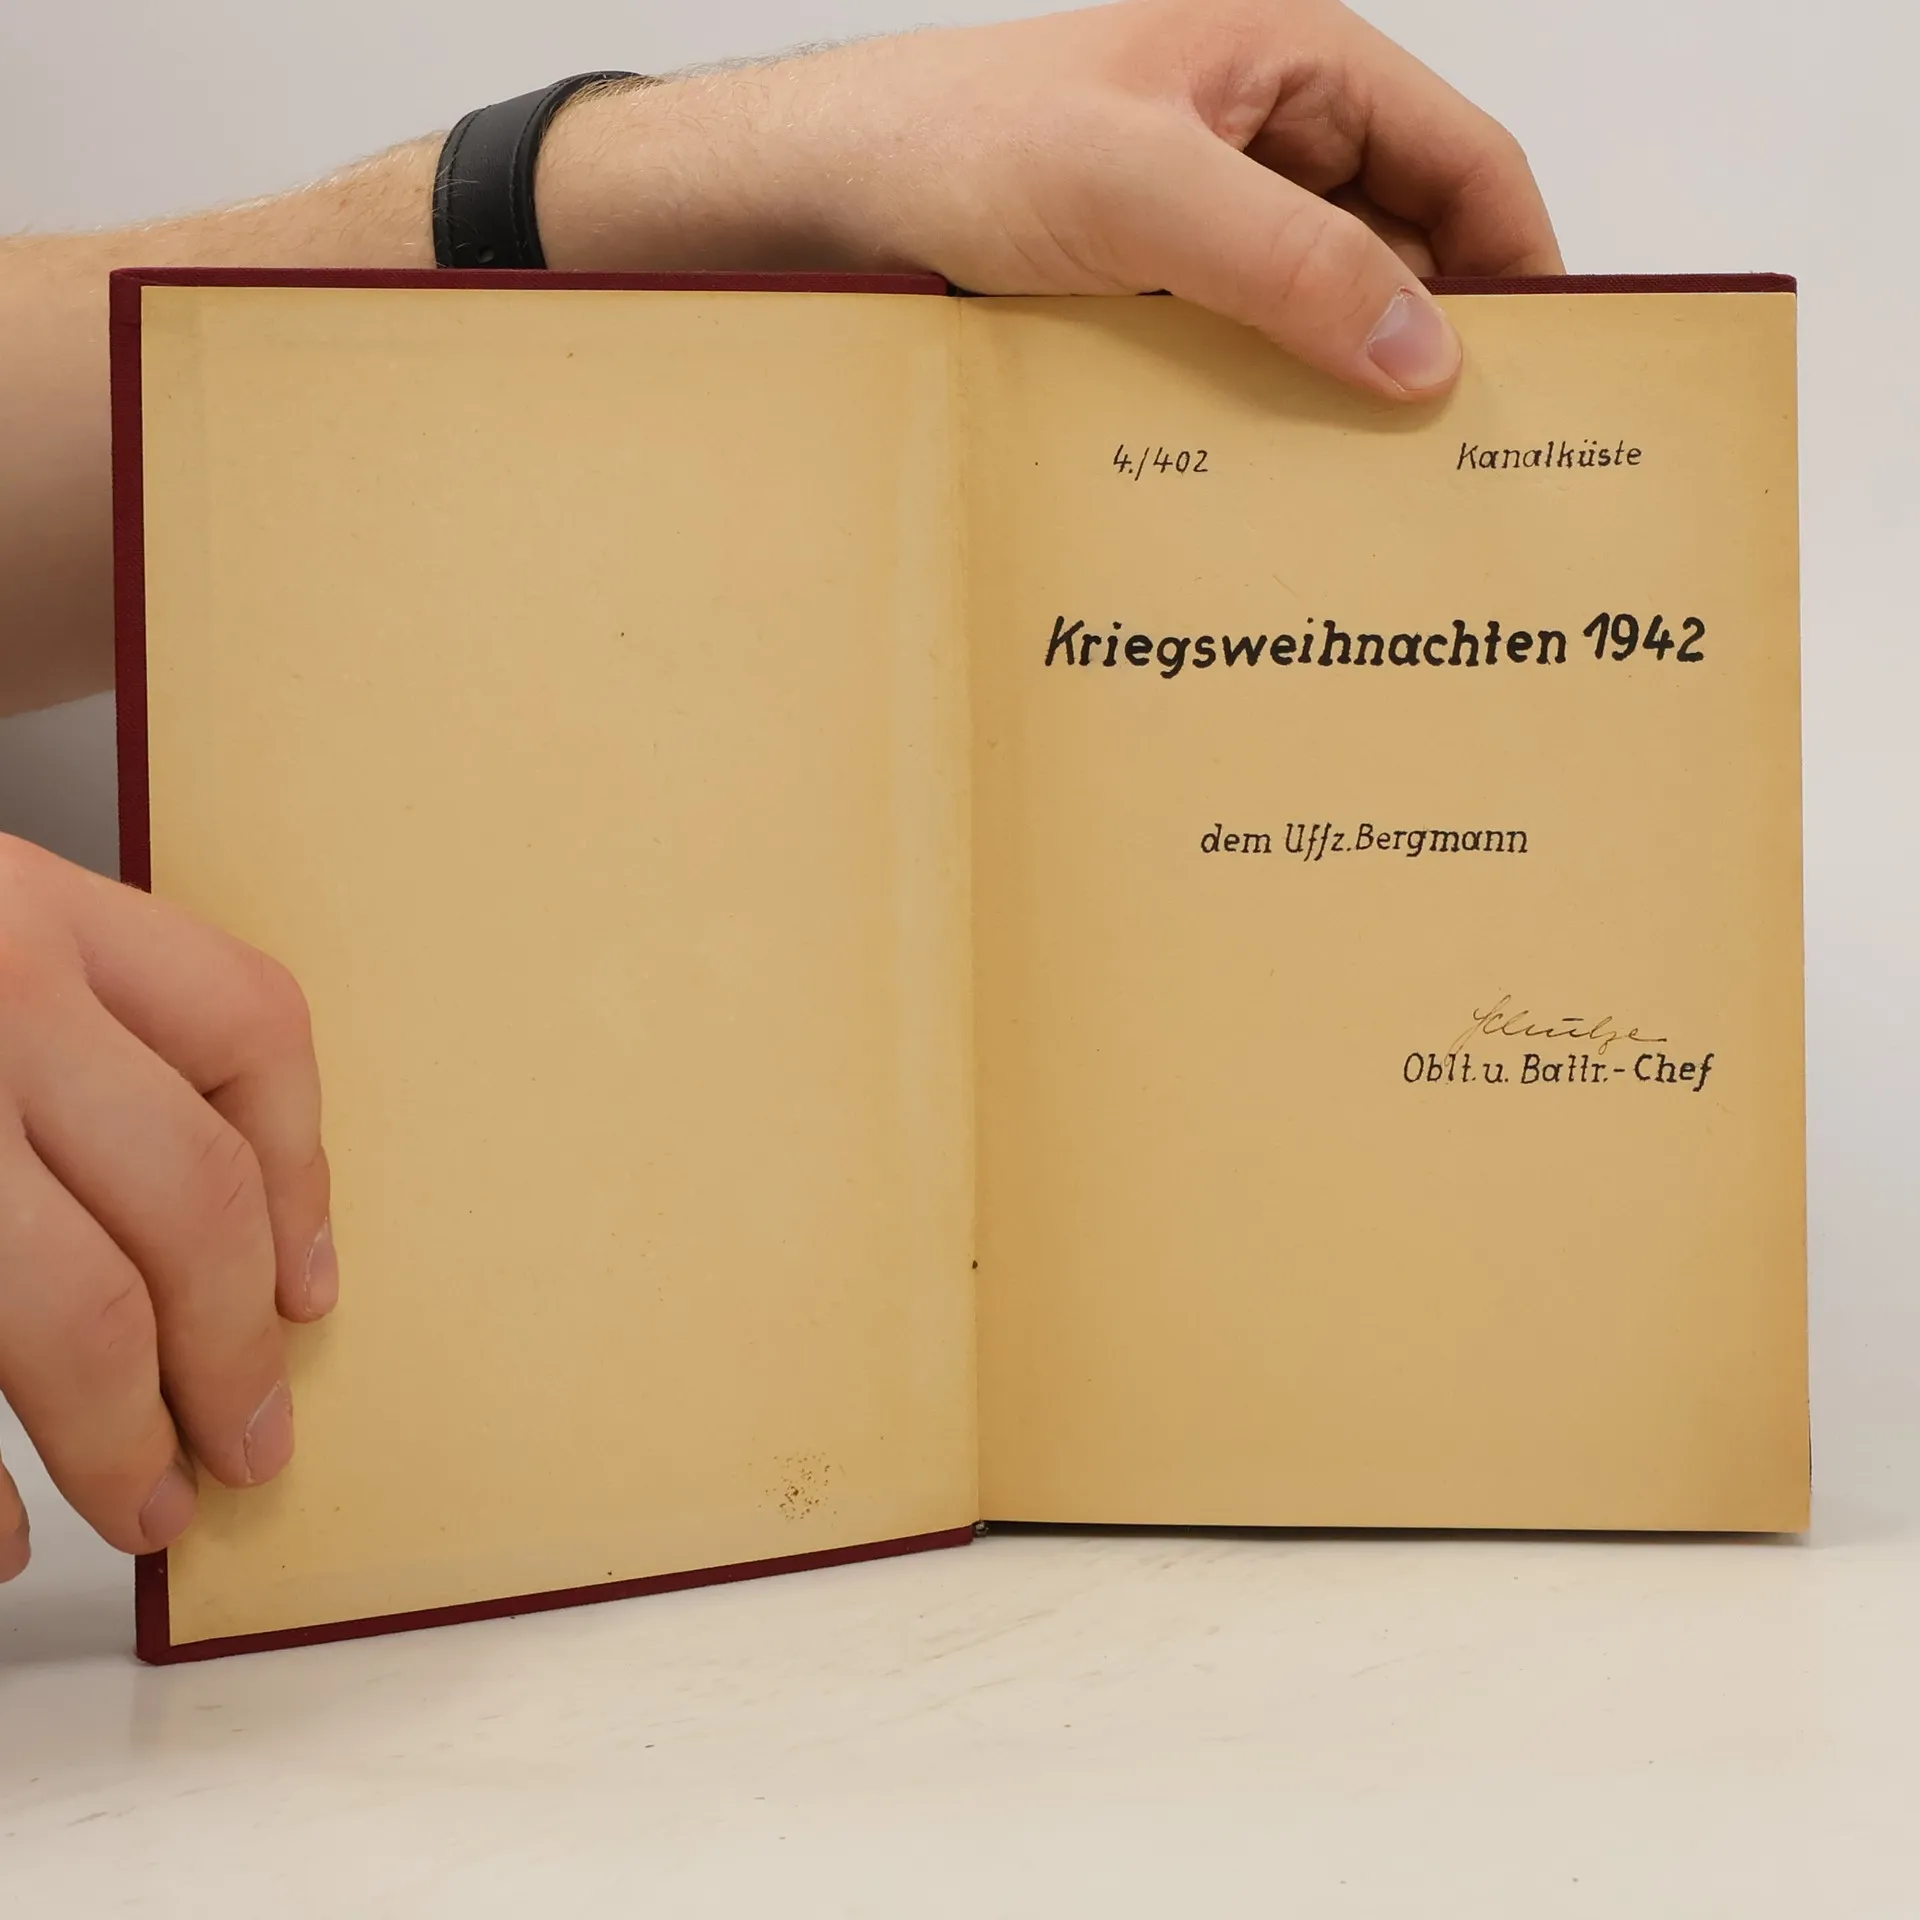 4./402 Kanalküste
Kriegsweihnachten 1942
dem Uffz. Bergmann
Schulze
Oblt. u. Battr.- Chef